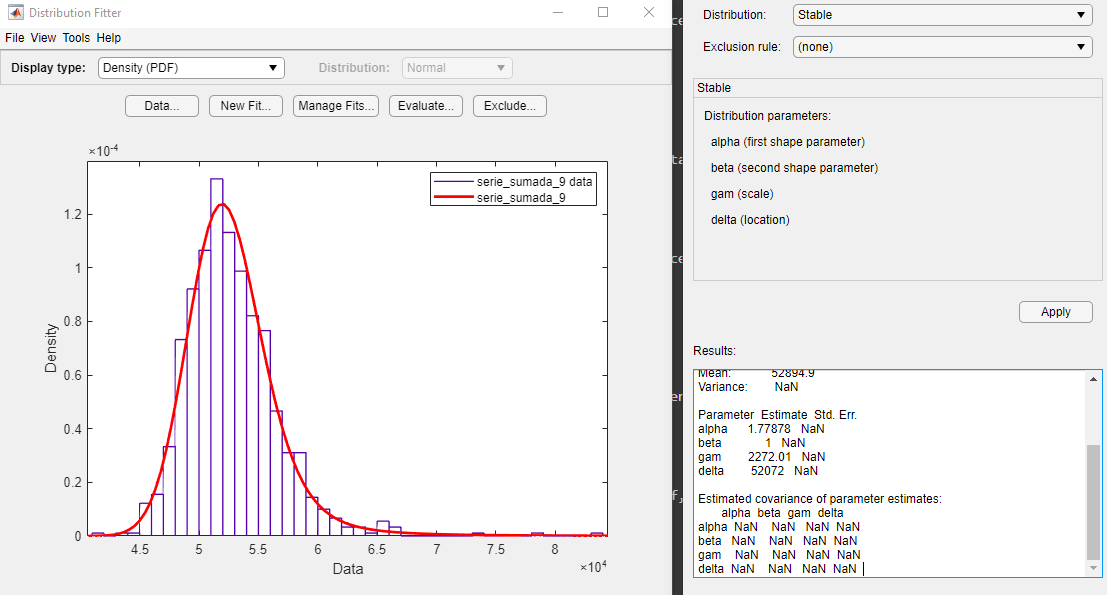 Distribution Fitter
File View Tools Help
Display type: Density (PDF) Distribution: Normal
Data... New Fit... Manage Fits... Evaluate... Exclude...
×10^-4
serie_sumada_9 data
serie_sumada_9
1.2
1
0.8
0.6
0.4
0.2
0
Density
4.5 5 5.5 6 6.5 7 7.5 8
Data
×10^4
Distribution: Stable
Exclusion rule: (none)
Stable
Distribution parameters:
alpha (first shape parameter)
beta (second shape parameter)
gam (scale)
delta (location)
Apply
Results:
Mean: 52894.9
Variance: NaN
Parameter Estimate Std. Err.
alpha 1.77878 NaN
beta 1 NaN
gam 2272.01 NaN
delta 52072 NaN
Estimated covariance of parameter estimates:
alpha beta gam delta
alpha NaN NaN NaN NaN
beta NaN NaN NaN NaN
gam NaN NaN NaN NaN
delta NaN NaN NaN NaN